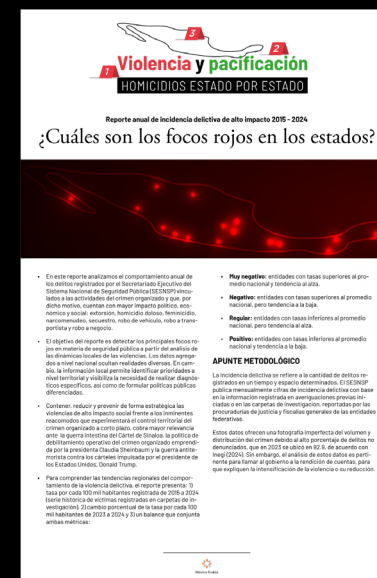 3
2
1
Violencia y pacificación
HOMICIDIOS ESTADO POR ESTADO
Reporte anual de incidencia delictiva de alto impacto 2015 - 2024
¿Cuáles son los focos rojos en los estados?
• En este reporte analizamos el comportamiento anual de
los delitos registrados por el Secretariado Ejecutivo del
Sistema Nacional de Seguridad Pública (SESNSP) vincu-
lados a las actividades del crimen organizado y que, por
dicho motivo, cuentan con mayor impacto político, eco-
nómico y social: extorsión, homicidio doloso, feminicidio,
narcomenudeo, secuestro, robo de vehículo, robo a trans-
portista y robo a negocio.
• El objetivo del reporte es detectar los principales focos ro-
jos en materia de seguridad pública a partir del análisis de
las dinámicas locales de las violencias. Los datos agrega-
dos a nivel nacional ocultan realidades diversas. En cam-
bio, la información local permite identificar prioridades a
nivel territorial y visibiliza la necesidad de realizar diagnós-
ticos específicos, así como de formular políticas públicas
diferenciadas.
• Contener, reducir y prevenir de forma estratégica las
violencias de alto impacto social frente a los inminentes
reacomodos que experimentará el control territorial del
crimen organizado a corto plazo, cobra mayor relevancia
ante la guerra intestina del Cártel de Sinaloa, la política de
debilitamiento operativo del crimen organizado emprendi-
da por la presidenta Claudia Sheinbaum y la guerra antite-
rrorista contra los cárteles impulsada por el presidente de
los Estados Unidos, Donald Trump.
• Para comprender las tendencias regionales del compor-
tamiento de la violencia delictiva, el reporte presenta: 1)
tasa por cada 100 mil habitantes registrada de 2015 a 2024
(serie histórica de víctimas registradas en carpetas de in-
vestigación), 2) cambio porcentual de la tasa por cada 100
mil habitantes de 2023 a 2024 y 3) un balance que conjunta
ambas métricas:
• Muy negativo: entidades con tasas superiores al pro-
medio nacional y tendencia al alza.
• Negativo: entidades con tasas superiores al promedio
nacional, pero tendencia a la baja.
• Regular: entidades con tasas inferiores al promedio
nacional, pero tendencia al alza.
• Positivo: entidades con tasas inferiores al promedio
nacional y tendencia a la baja.
APUNTE METODOLÓGICO
La incidencia delictiva se refiere a la cantidad de delitos re-
gistrados en un tiempo y espacio determinados. El SESNSP
publica mensualmente cifras de incidencia delictiva con base
en la información registrada en averiguaciones previas ini-
ciadas o en las carpetas de investigación, reportadas por las
procuradurías de justicia y fiscalías generales de las entidades
federativas.
Estos datos ofrecen una fotografía imperfecta del volumen y
distribución del crimen debido al alto porcentaje de delitos no
denunciados, que en 2023 se ubicó en 92.9, de acuerdo con
Inegi (2024). Sin embargo, el análisis de estos datos es perti-
nente para llamar al gobierno a la rendición de cuentas, para
que expliquen la intensificación de la violencia o su reducción.
México Evalúa